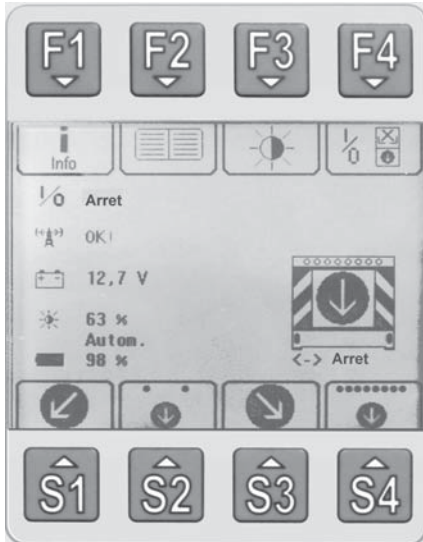 F1 F2 F3 F4
Info
I/O
I/O Arret
OK!
12,7 V
63 %
Autom.
98 %
<-> Arret
S1 S2 S3 S4